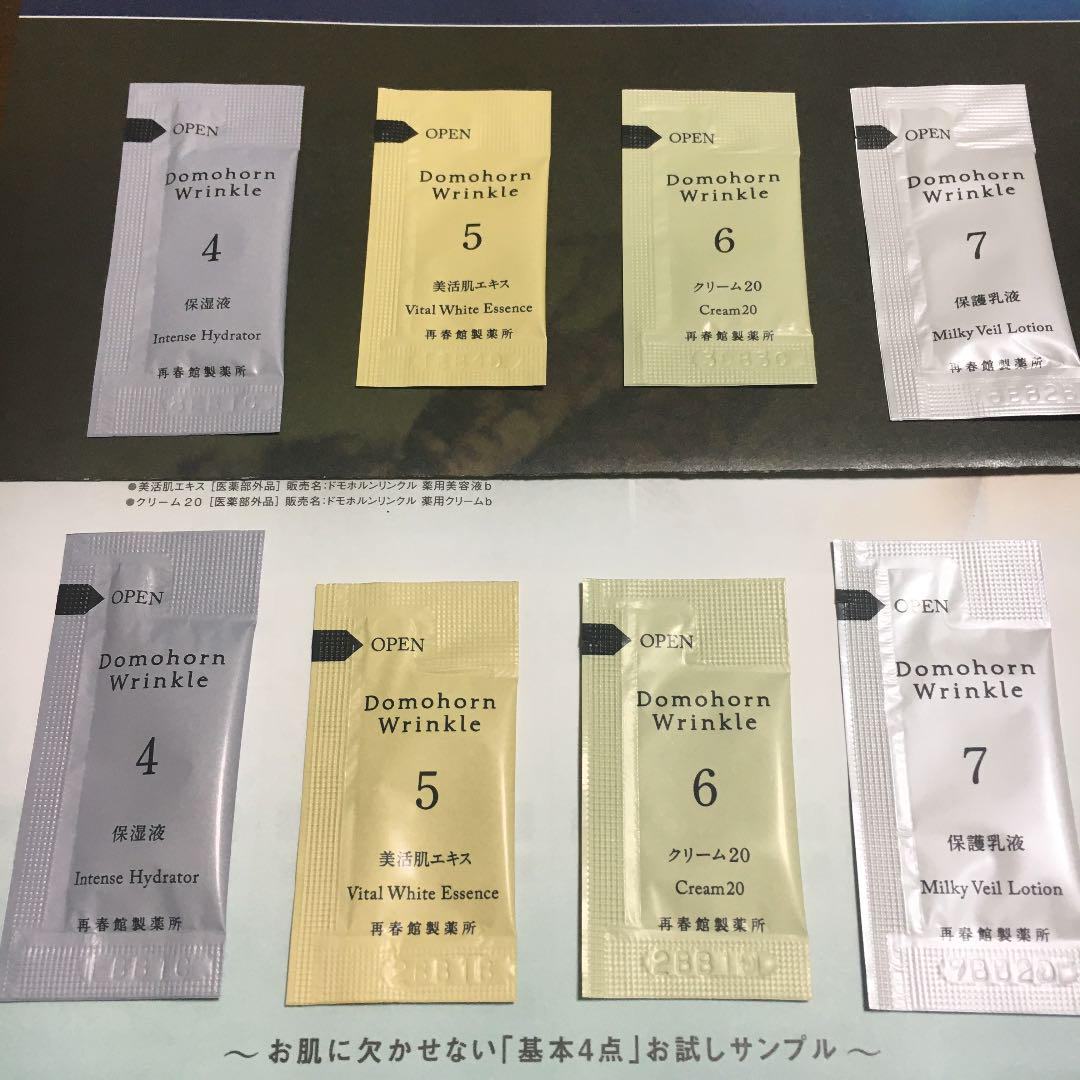 OPEN
Domohorn
Wrinkle
4
保湿液
Intense Hydrator
再春館製薬所
OPEN
Domohorn
Wrinkle
5
美活肌エキス
Vital White Essence
再春館製薬所
OPEN
Domohorn
Wrinkle
6
クリーム20
Cream20
再春館製薬所
OPEN
Domohorn
Wrinkle
7
保護乳液
Milky Veil Lotion
再春館製薬所
●美活肌エキス [医薬部外品] 販売名:ドモホルンリンクル 薬用美容液b
●クリーム20 [医薬部外品] 販売名:ドモホルンリンクル 薬用クリームb
OPEN
Domohorn
Wrinkle
4
保湿液
Intense Hydrator
再春館製薬所
OPEN
Domohorn
Wrinkle
5
美活肌エキス
Vital White Essence
再春館製薬所
OPEN
Domohorn
Wrinkle
6
クリーム20
Cream20
再春館製薬所
OPEN
Domohorn
Wrinkle
7
保護乳液
Milky Veil Lotion
再春館製薬所
～お肌に欠かせない「基本4点」お試しサンプル～